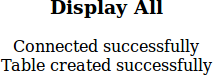 Display All
Connected successfully
Table created successfully